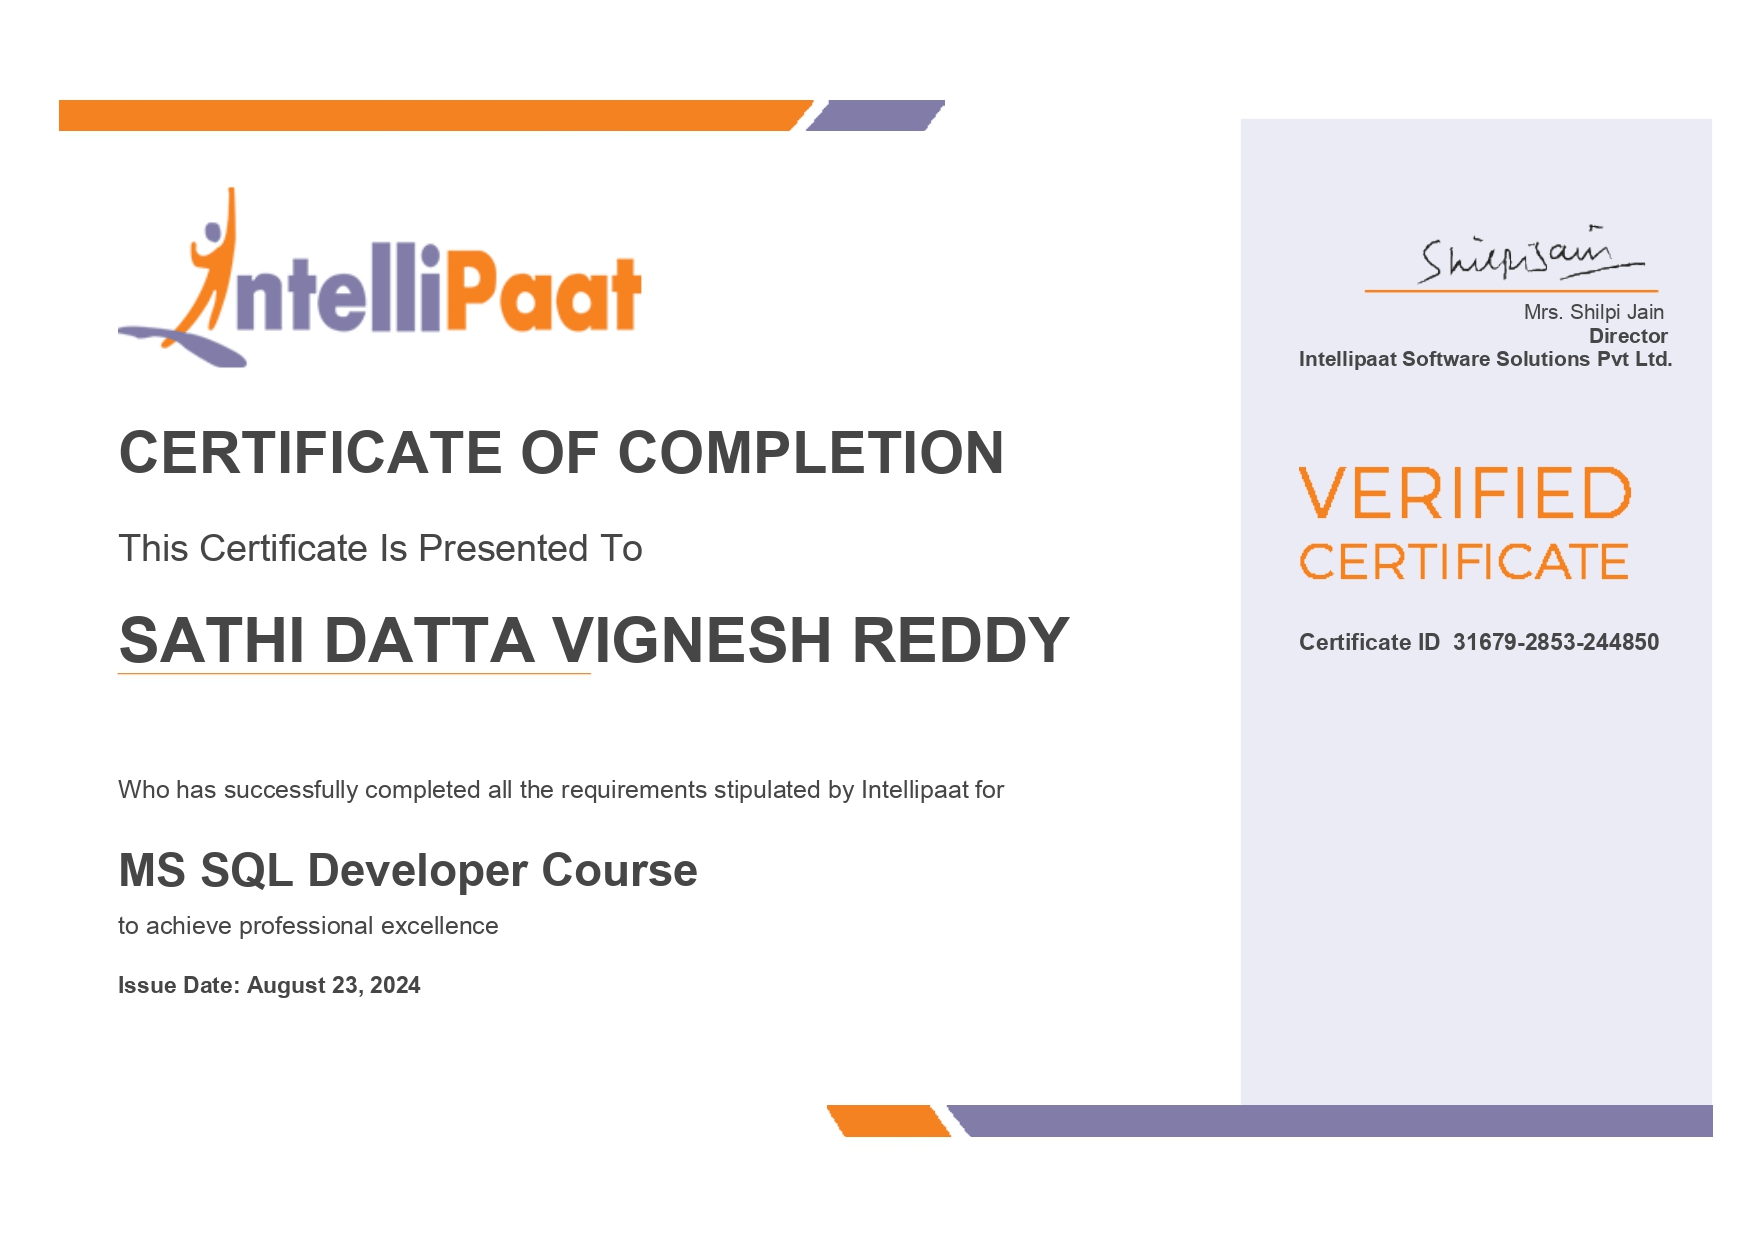 IntelliPaat
CERTIFICATE OF COMPLETION
This Certificate Is Presented To
SATHI DATTA VIGNESH REDDY
Who has successfully completed all the requirements stipulated by Intellipaat for
MS SQL Developer Course
to achieve professional excellence
Issue Date: August 23, 2024
Shilpi Jain
Mrs. Shilpi Jain
Director
Intellipaat Software Solutions Pvt Ltd.
VERIFIED
CERTIFICATE
Certificate ID 31679-2853-244850